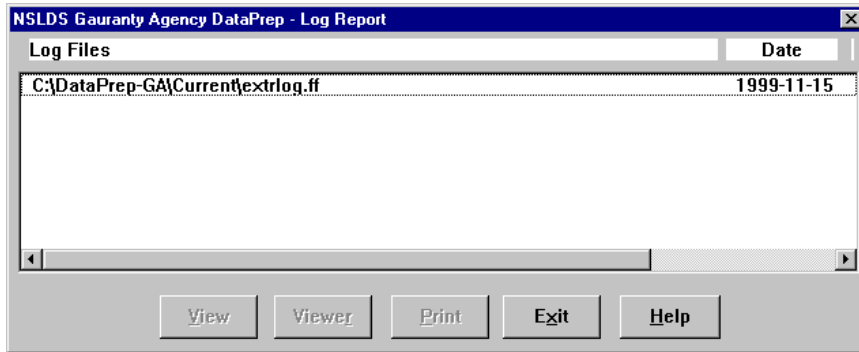 NSLDS Gauranty Agency DataPrep - Log Report
Log Files Date
C:\DataPrep-GA\Current\extrlog.ff 1999-11-15
View Viewer Print Exit Help